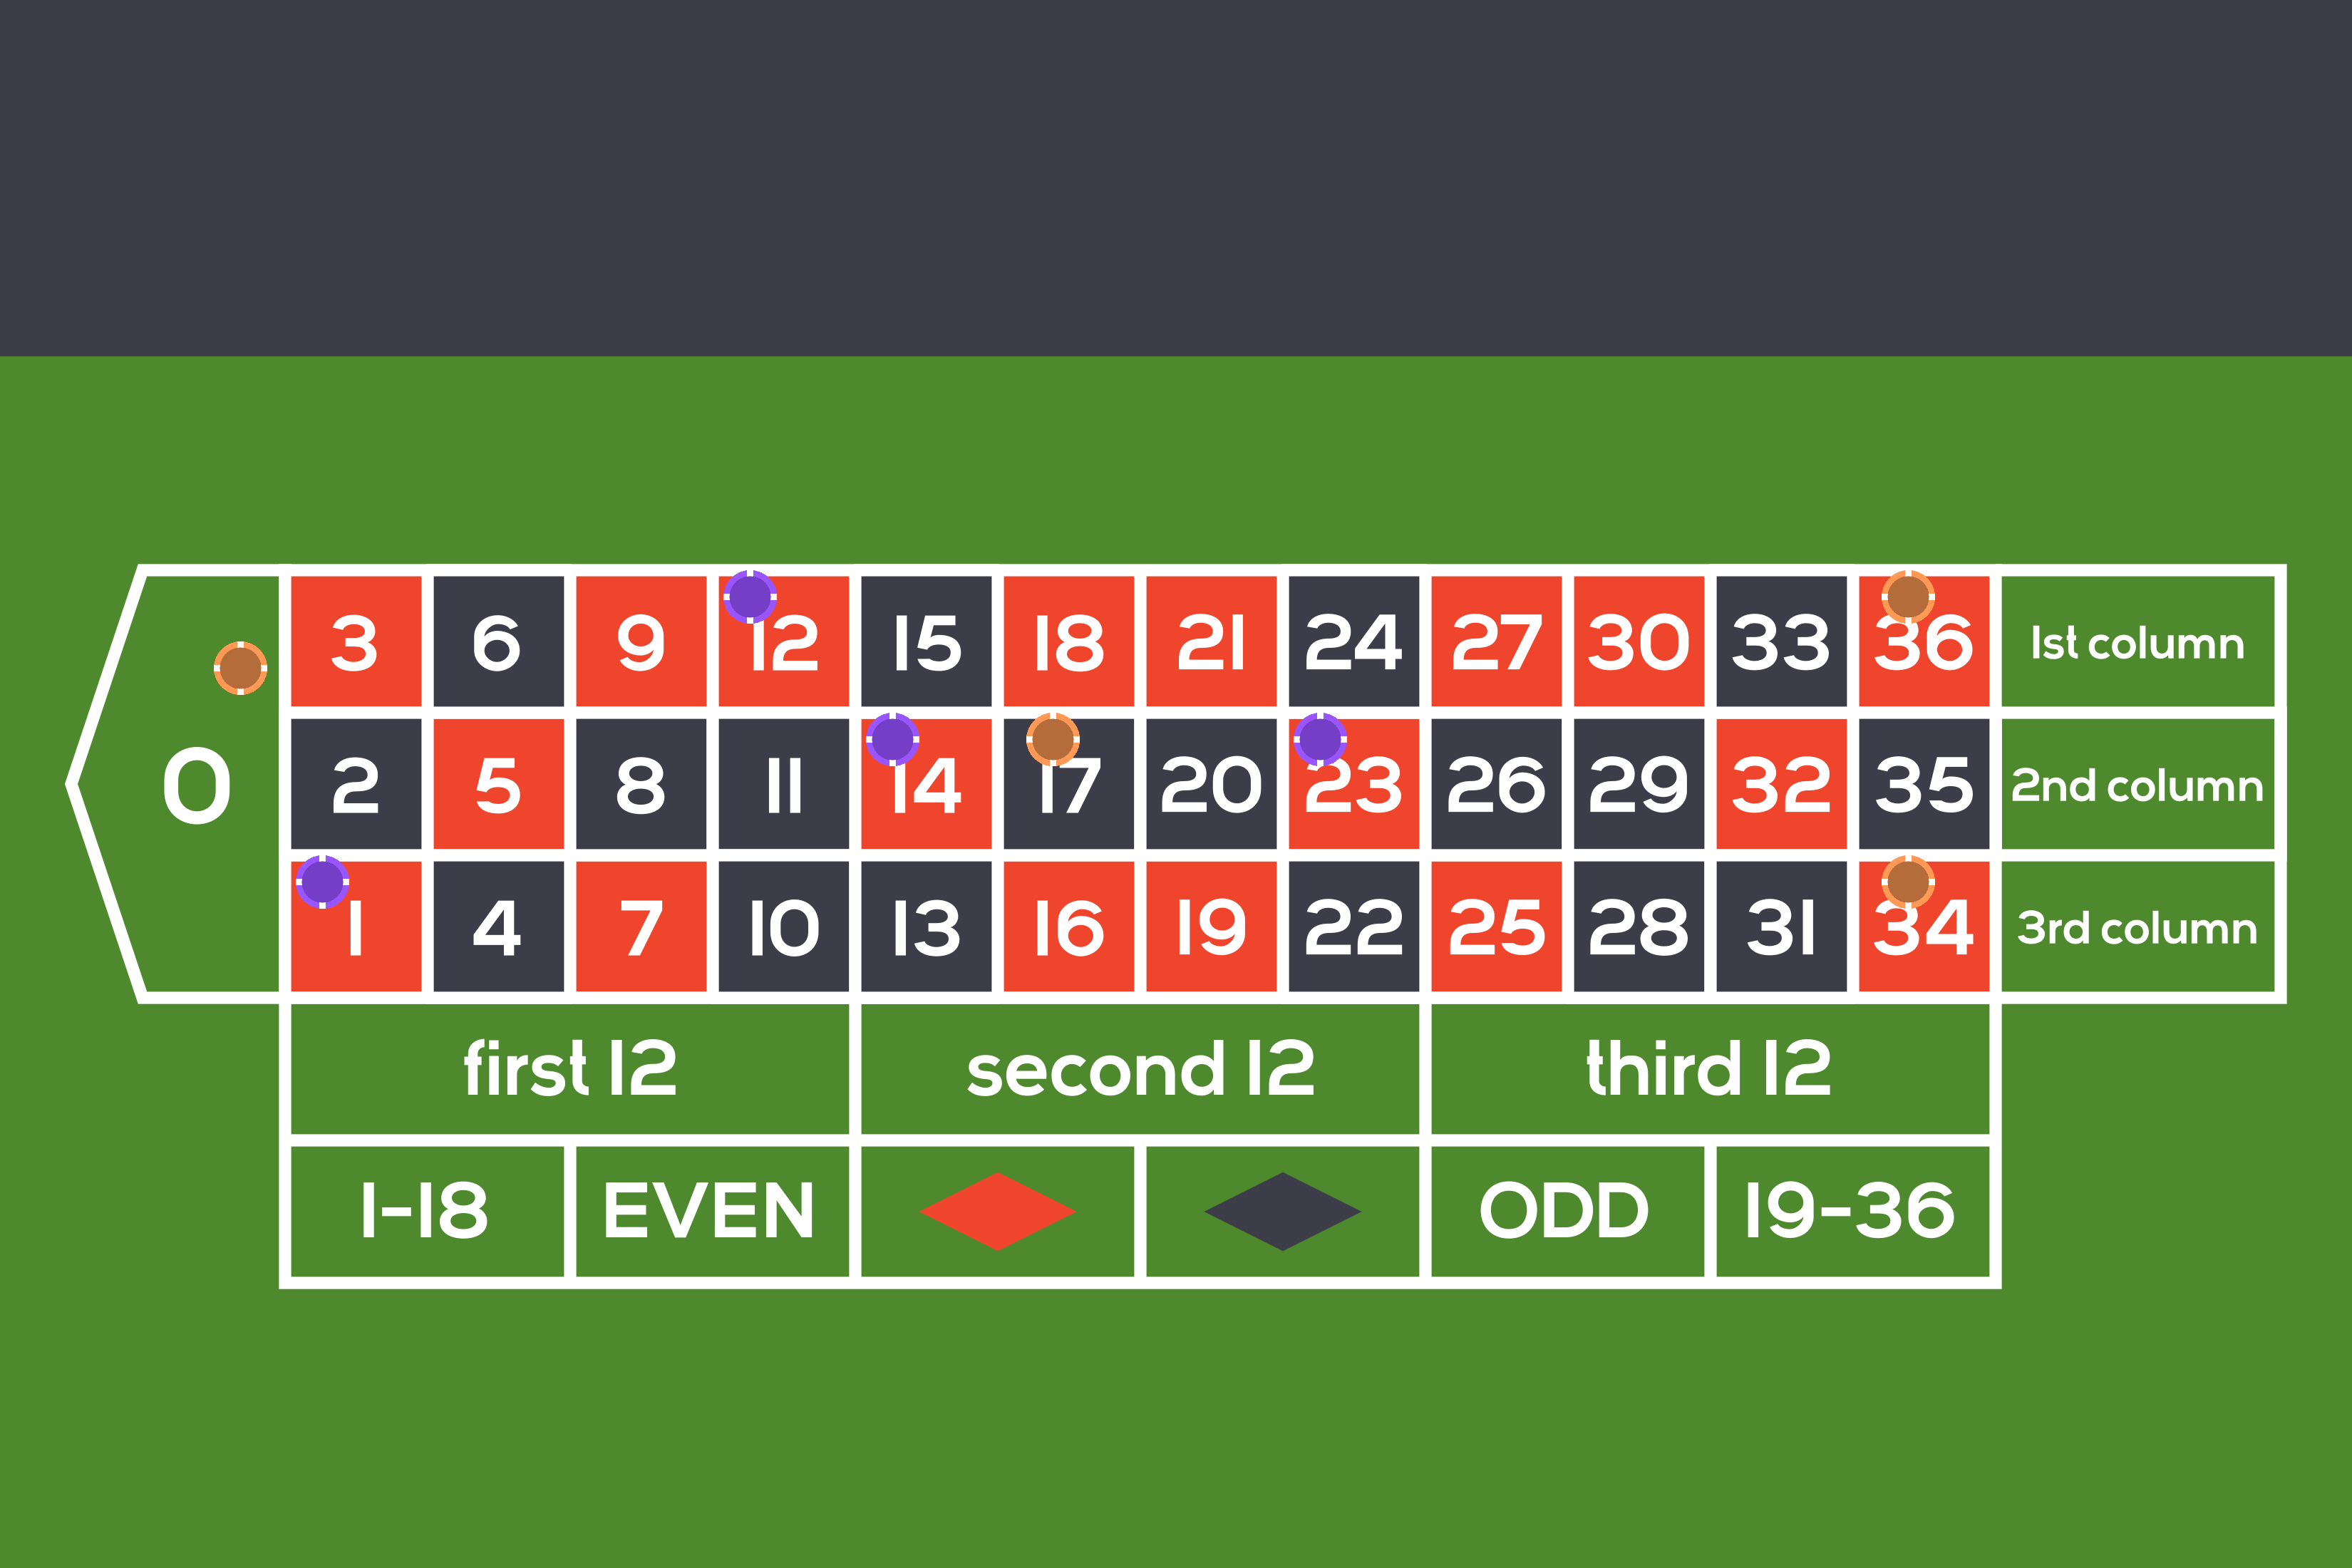 3 6 9 12 15 18 21 24 27 30 33 36 1st column
0 2 5 8 11 14 17 20 23 26 29 32 35 2nd column
1 4 7 10 13 16 19 22 25 28 31 34 3rd column
first 12 second 12 third 12
1-18 EVEN ODD 19-36